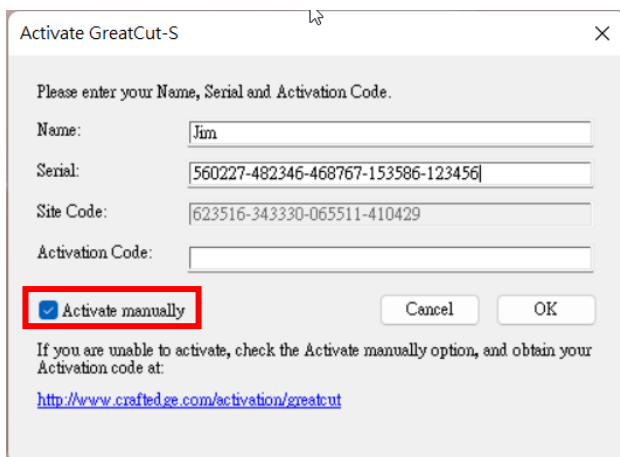 Activate GreatCut-S
Please enter your Name, Serial and Activation Code.
Name: Jim
Serial: 560227-482346-468767-153586-123456
Site Code: 623516-343330-065511-410429
Activation Code:
Activate manually Cancel OK
If you are unable to activate, check the Activate manually option, and obtain your
Activation code at:
http://www.craftedge.com/activation/greatcut